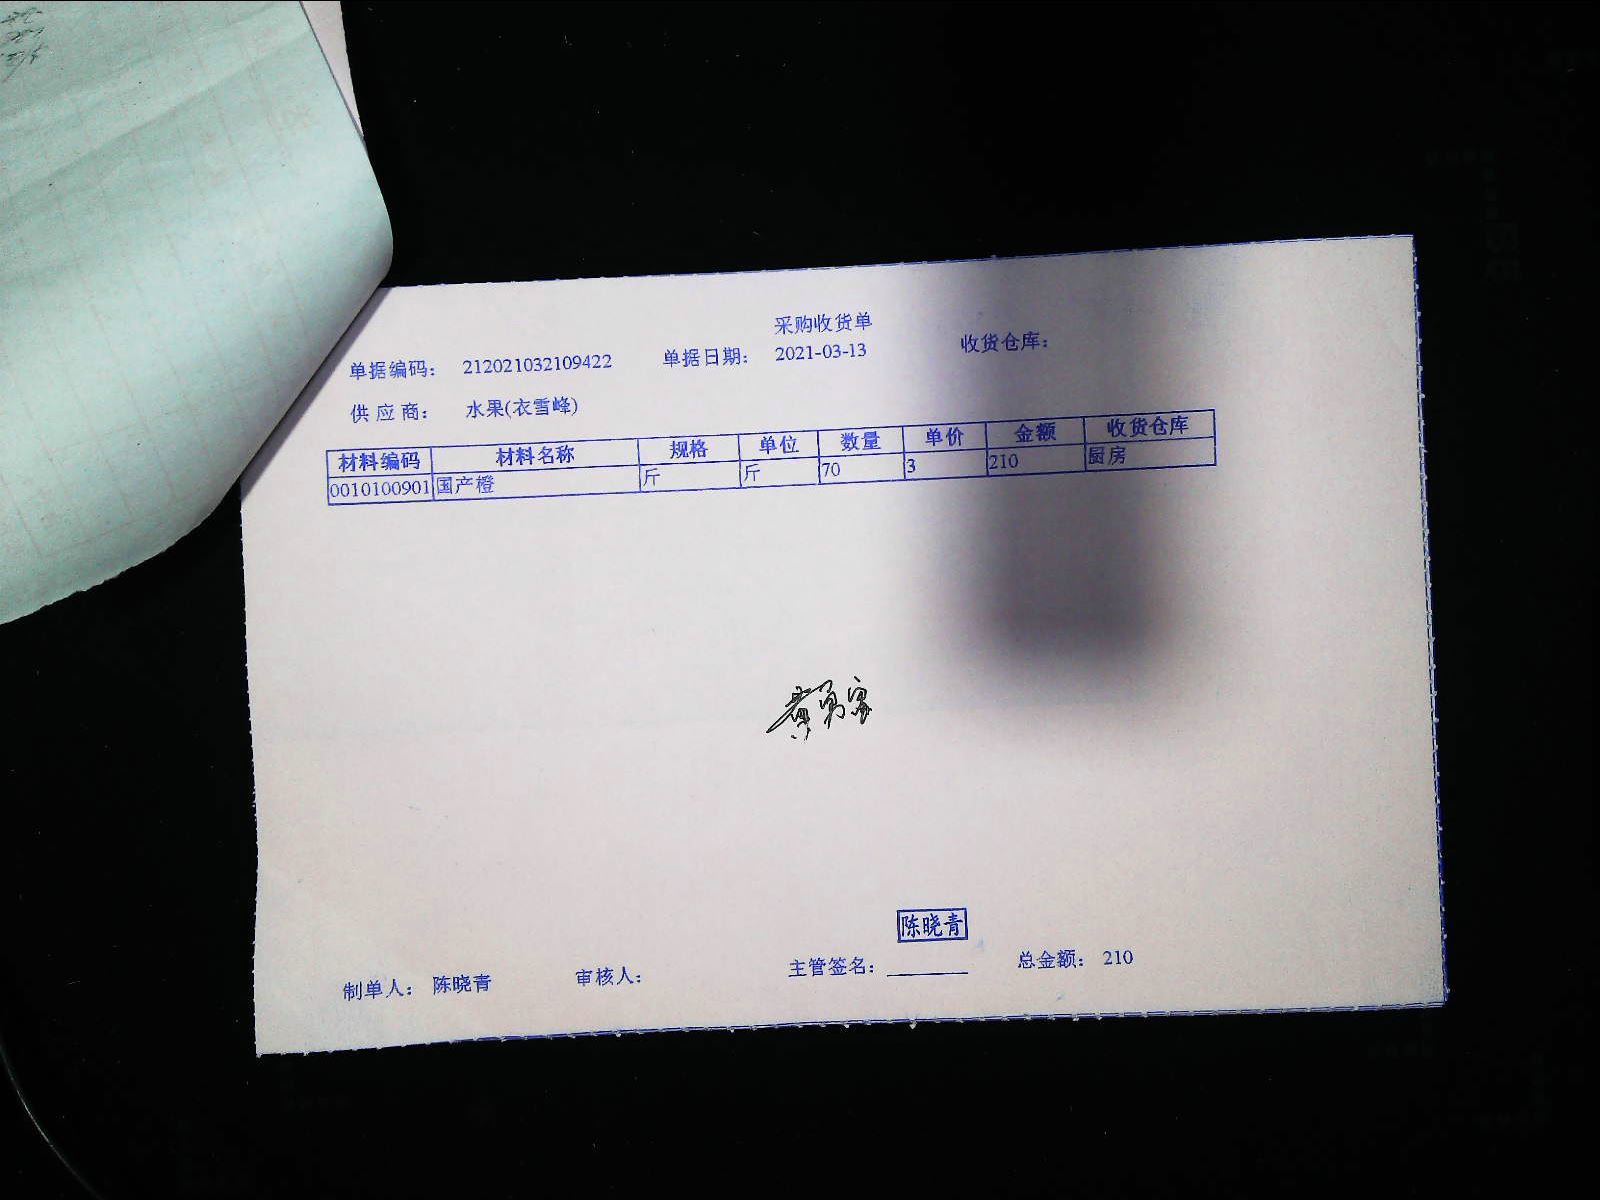 采购收货单
单据编码： 212021032109422 单据日期： 2021-03-13 收货仓库：
供应商： 水果(衣雪峰)
材料编码 材料名称 规格 单位 数量 单价 金额 收货仓库
0010100901 国产橙 斤 斤 70 3 210 厨房
陈晓青
制单人： 陈晓青 审核人： 主管签名： 总金额： 210